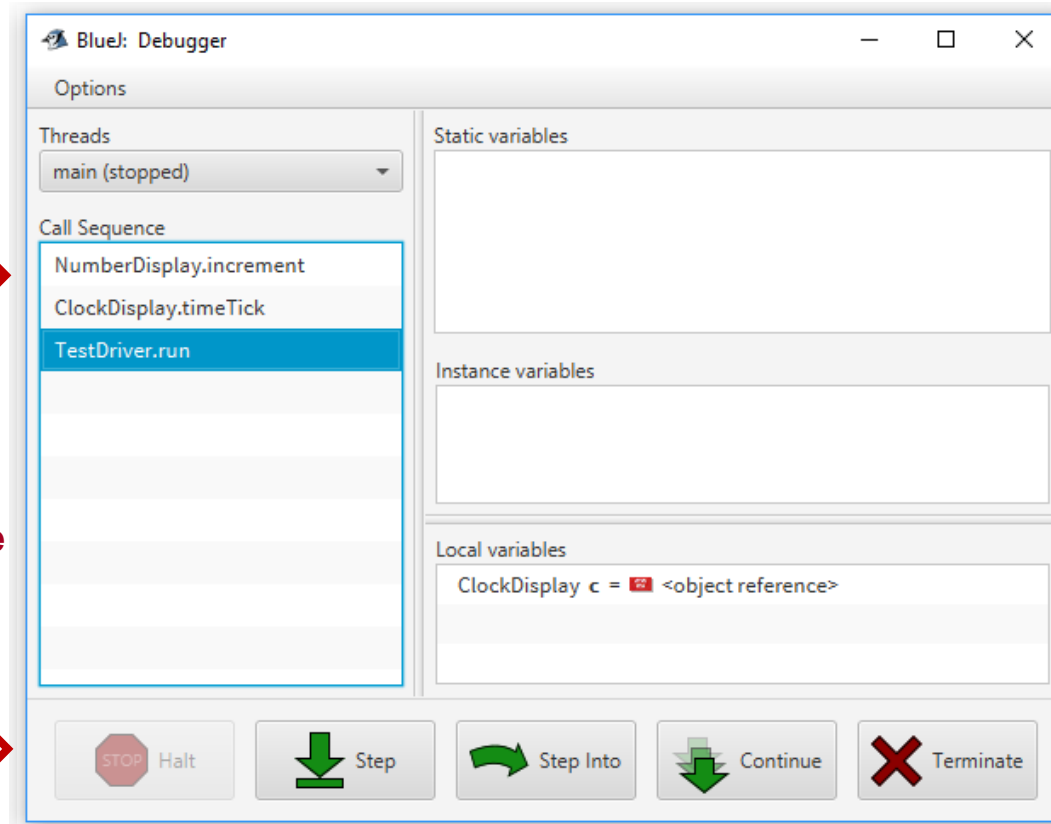 BlueJ: Debugger
Options
Threads
main (stopped)
Call Sequence
NumberDisplay.increment
ClockDisplay.timeTick
TestDriver.run
Static variables
Instance variables
Local variables
ClockDisplay c = <object reference>
STOP Halt
Step
Step Into
Continue
Terminate